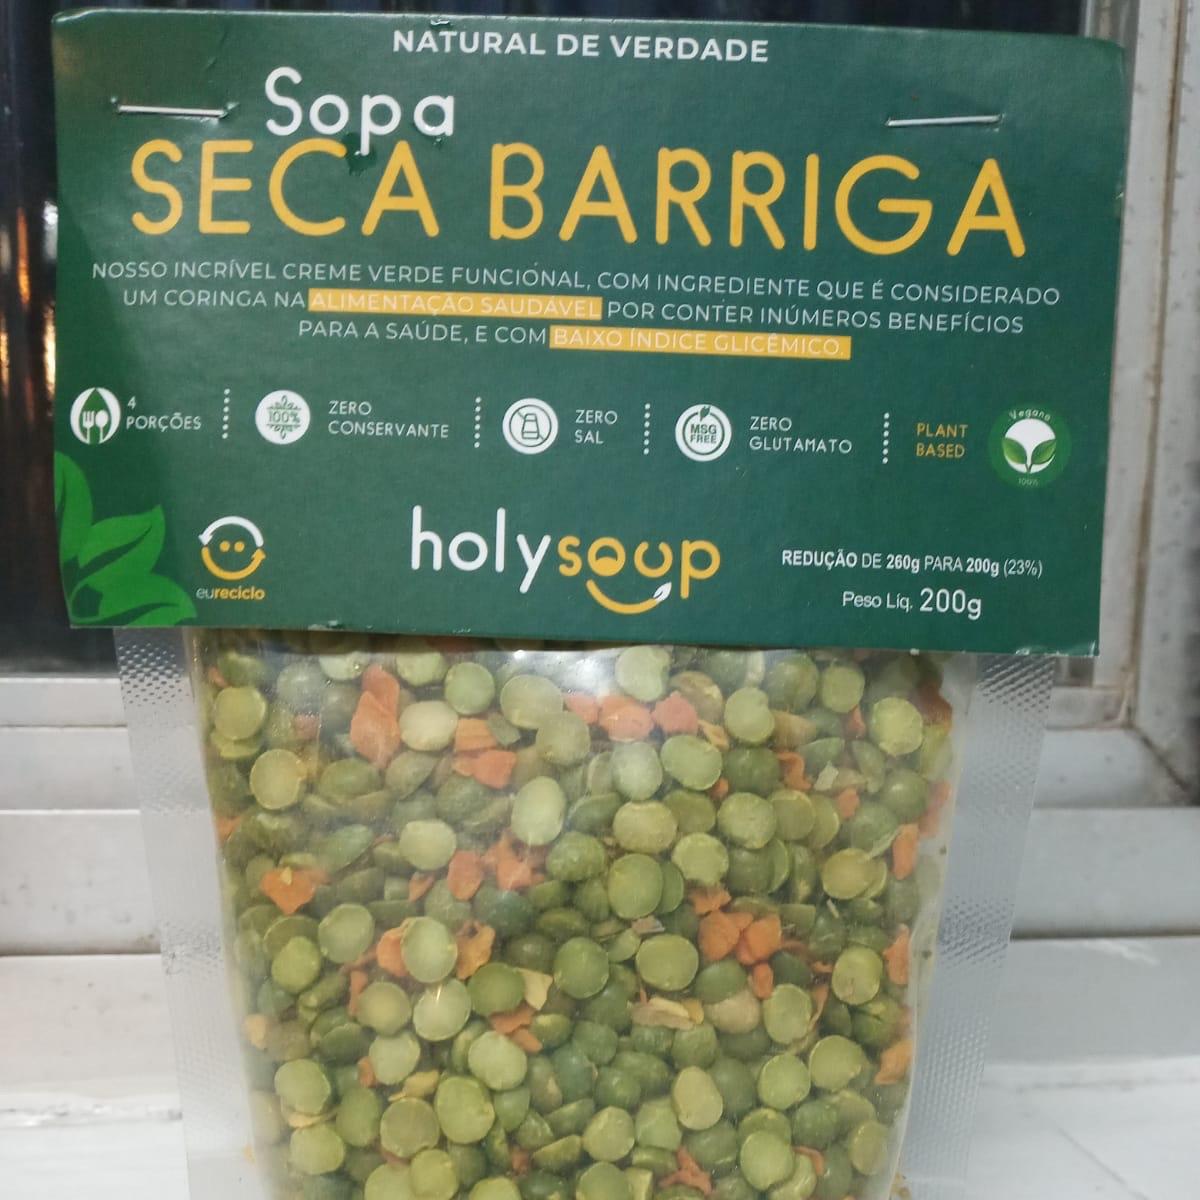 NATURAL DE VERDADE
Sopa
SECA BARRIGA
NOSSO INCRÍVEL CREME VERDE FUNCIONAL, COM INGREDIENTE QUE É CONSIDERADO
UM CORINGA NA ALIMENTAÇÃO SAUDÁVEL POR CONTER INÚMEROS BENEFÍCIOS
PARA A SAÚDE, E COM BAIXO ÍNDICE GLICÊMICO.
4
PORÇÕES
100%
ZERO
CONSERVANTE
ZERO
SAL
MSG
FREE
ZERO
GLUTAMATO
PLANT
BASED
Vegano
100%
eureciclo
holysoup
REDUÇÃO DE 260g PARA 200g (23%)
Peso Líq. 200g